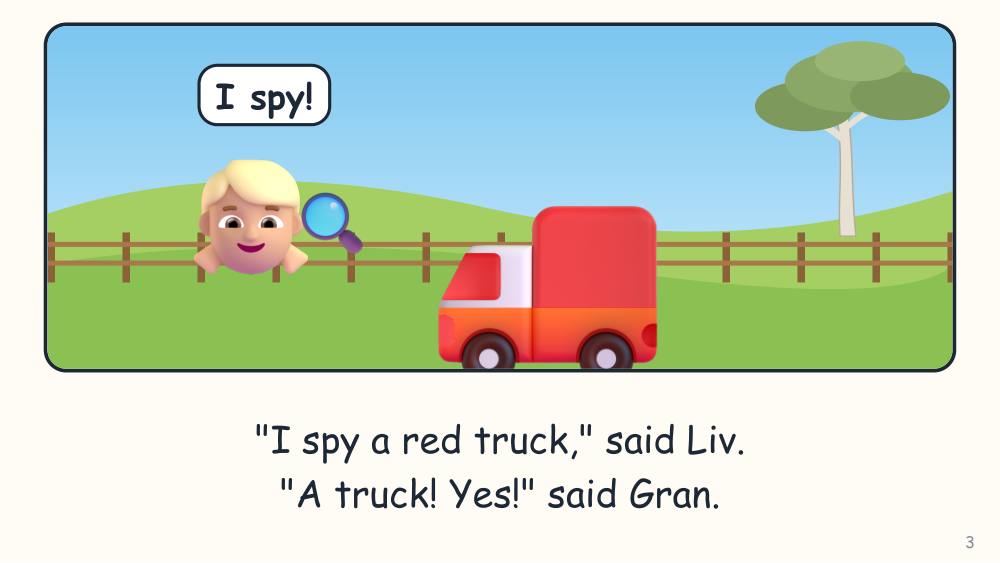 I spy!
"I spy a red truck," said Liv.
"A truck! Yes!" said Gran.
3